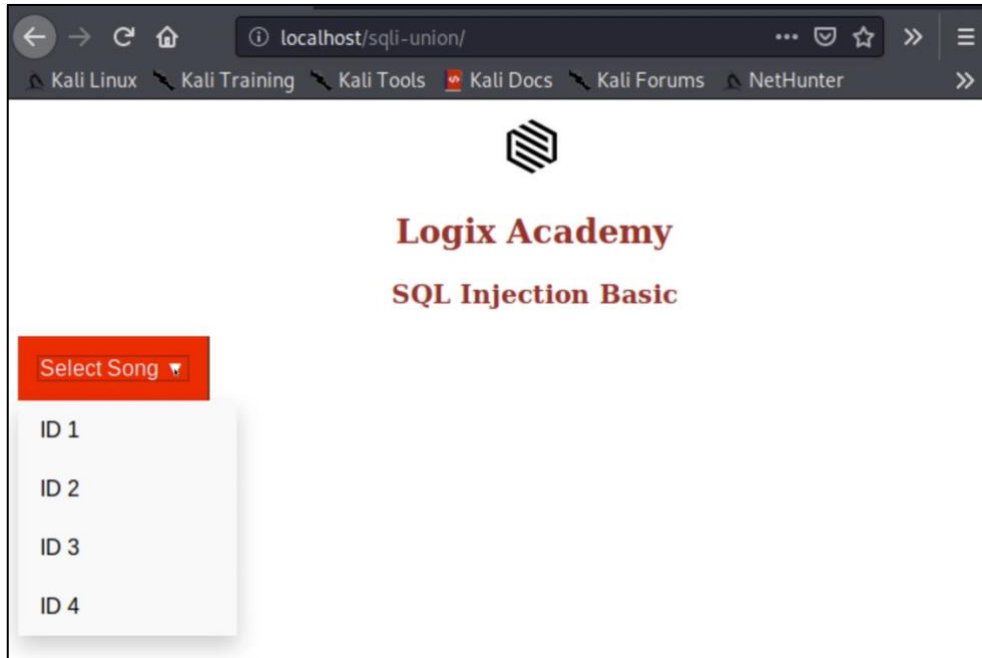 localhost/sqli-union/
Kali Linux Kali Training Kali Tools Kali Docs Kali Forums NetHunter
Logix Academy
SQL Injection Basic
Select Song
ID 1
ID 2
ID 3
ID 4